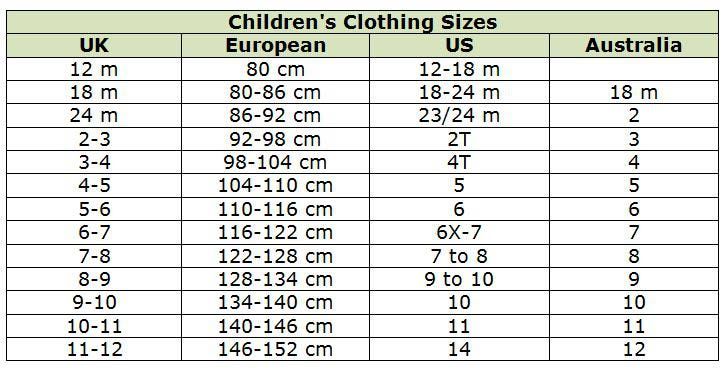 Children's Clothing Sizes
UK European US Australia
12 m 80 cm 12-18 m
18 m 80-86 cm 18-24 m 18 m
24 m 86-92 cm 23/24 m 2
2-3 92-98 cm 2T 3
3-4 98-104 cm 4T 4
4-5 104-110 cm 5 5
5-6 110-116 cm 6 6
6-7 116-122 cm 6X-7 7
7-8 122-128 cm 7 to 8 8
8-9 128-134 cm 9 to 10 9
9-10 134-140 cm 10 10
10-11 140-146 cm 11 11
11-12 146-152 cm 14 12